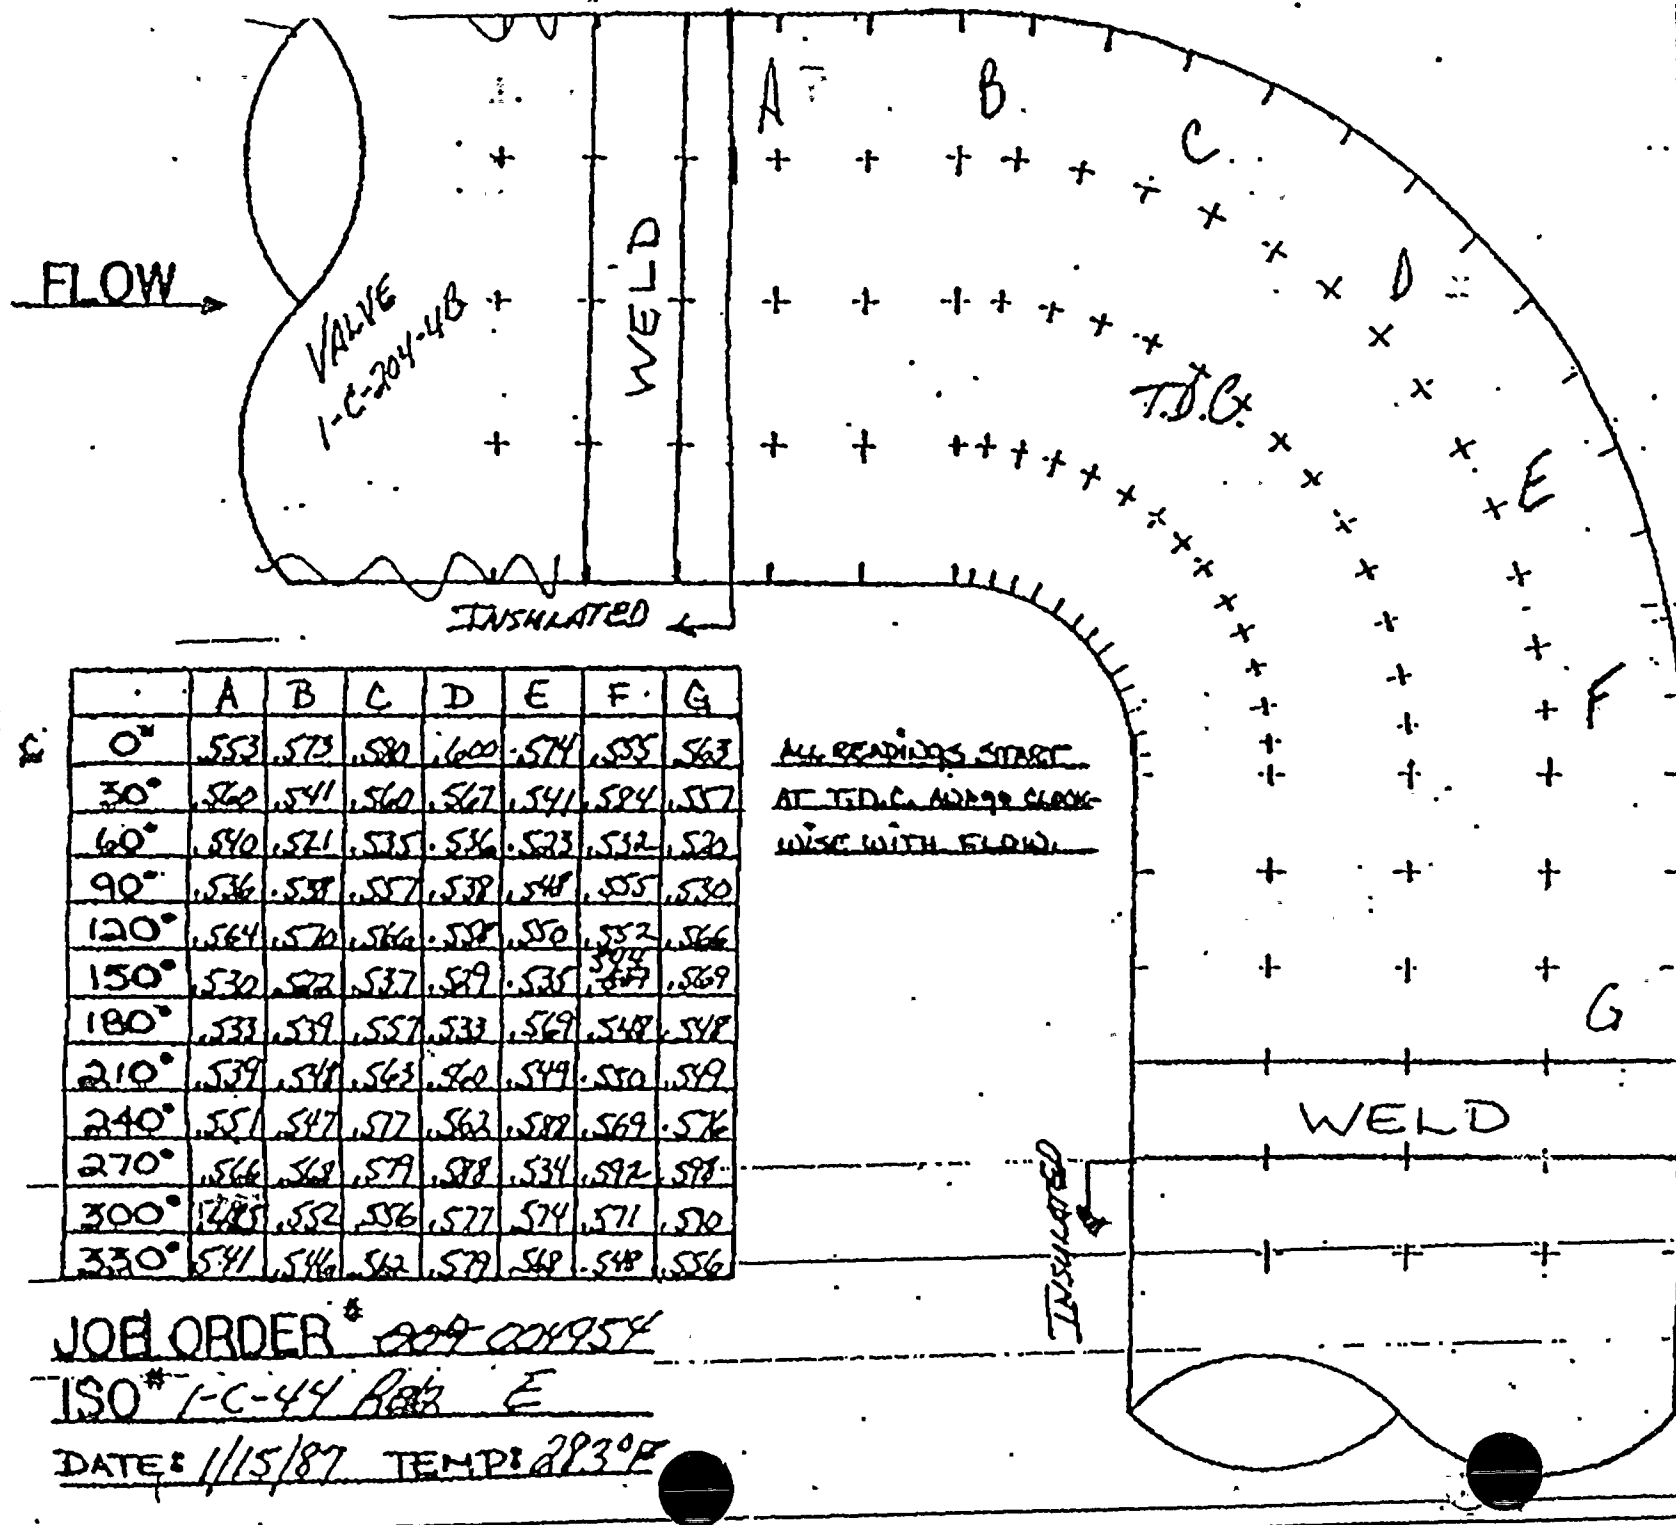 A
B
C
D
E
F
G
FLOW
VALVE
1-C-204-4B
WELD
T.D.C.
INSULATED
A B C D E F G
0° .553 .573 .580 .600 .574 .555 .563
30° .560 .541 .560 .567 .541 .584 .557
60° .540 .521 .535 .536 .523 .532 .520
90° .536 .538 .557 .538 .548 .555 .530
120° .564 .570 .566 .558 .550 .552 .566
150° .530 .522 .537 .529 .535 .569
180° .533 .539 .557 .533 .569 .548 .548
210° .539 .548 .563 .560 .549 .550 .549
240° .551 .547 .577 .562 .569 .576
270° .566 .568 .579 .534 .592 .598
300° .552 .556 .577 .574 .571 .570
330° .541 .546 .562 .579 .568 .548 .556
ALL READINGS START
AT T.D.C. AND GO CLOCK-
WISE WITH FLOW.
WELD
INSULATED
JOB ORDER # 009-004954
ISO # 1-C-44 E
DATE: 1/15/87 TEMP: 283°F